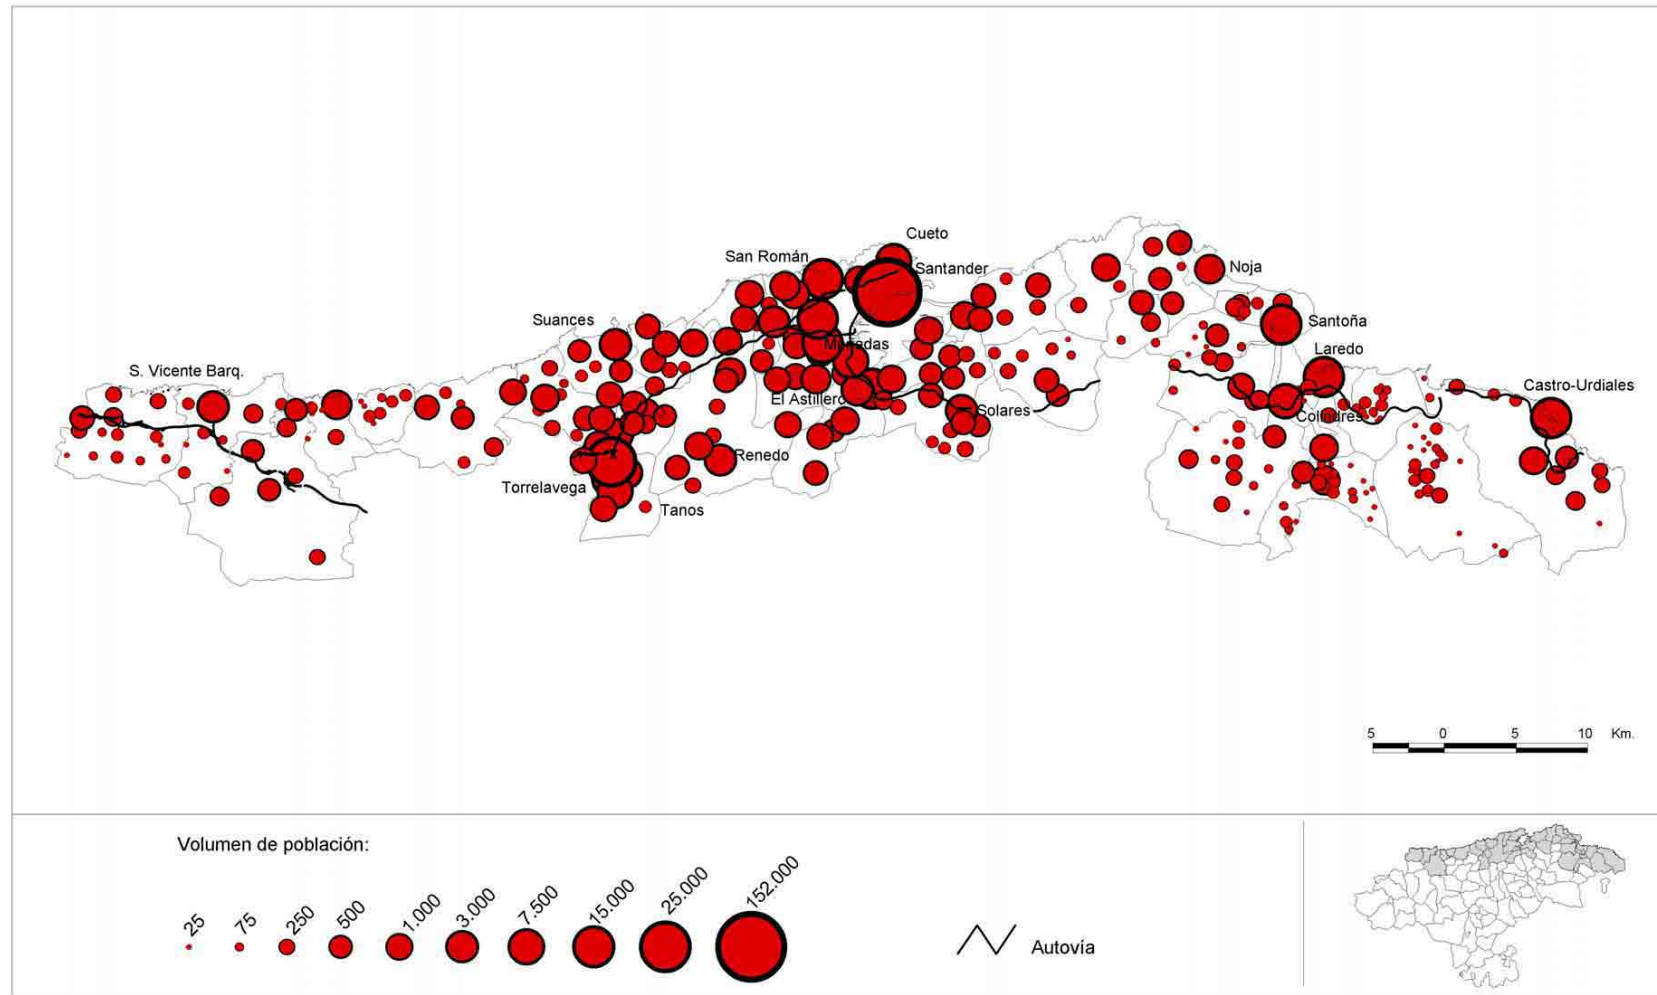 Cueto
San Román
Santander
Noja
Suances
Santoña
Muriedas
Laredo
S. Vicente Barq.
Castro-Urdiales
El Astillero
Solares
Colindres
Renedo
Torrelavega
Tanos
5 0 5 10 Km.
Volumen de población:
25 75 250 500 1.000 3.000 7.500 15.000 25.000 152.000
Autovía